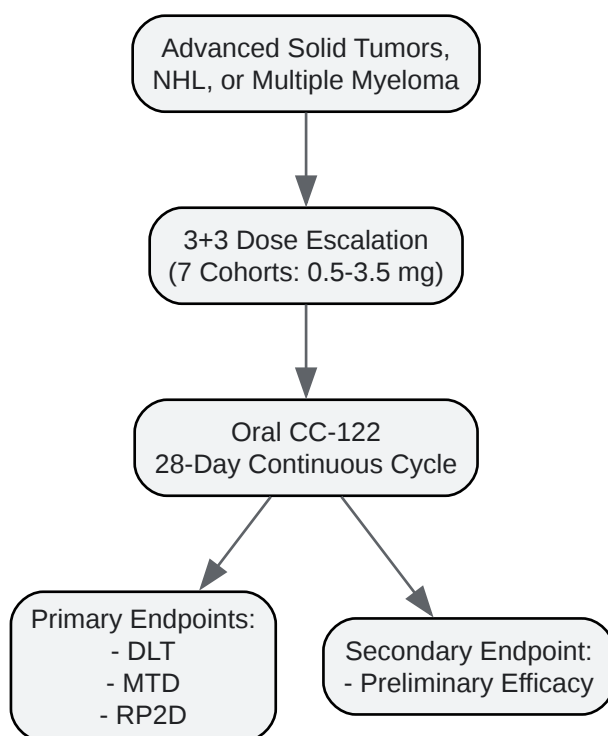 Advanced Solid Tumors,
NHL, or Multiple Myeloma
3+3 Dose Escalation
(7 Cohorts: 0.5-3.5 mg)
Oral CC-122
28-Day Continuous Cycle
Primary Endpoints:
- DLT
- MTD
- RP2D
Secondary Endpoint:
- Preliminary Efficacy